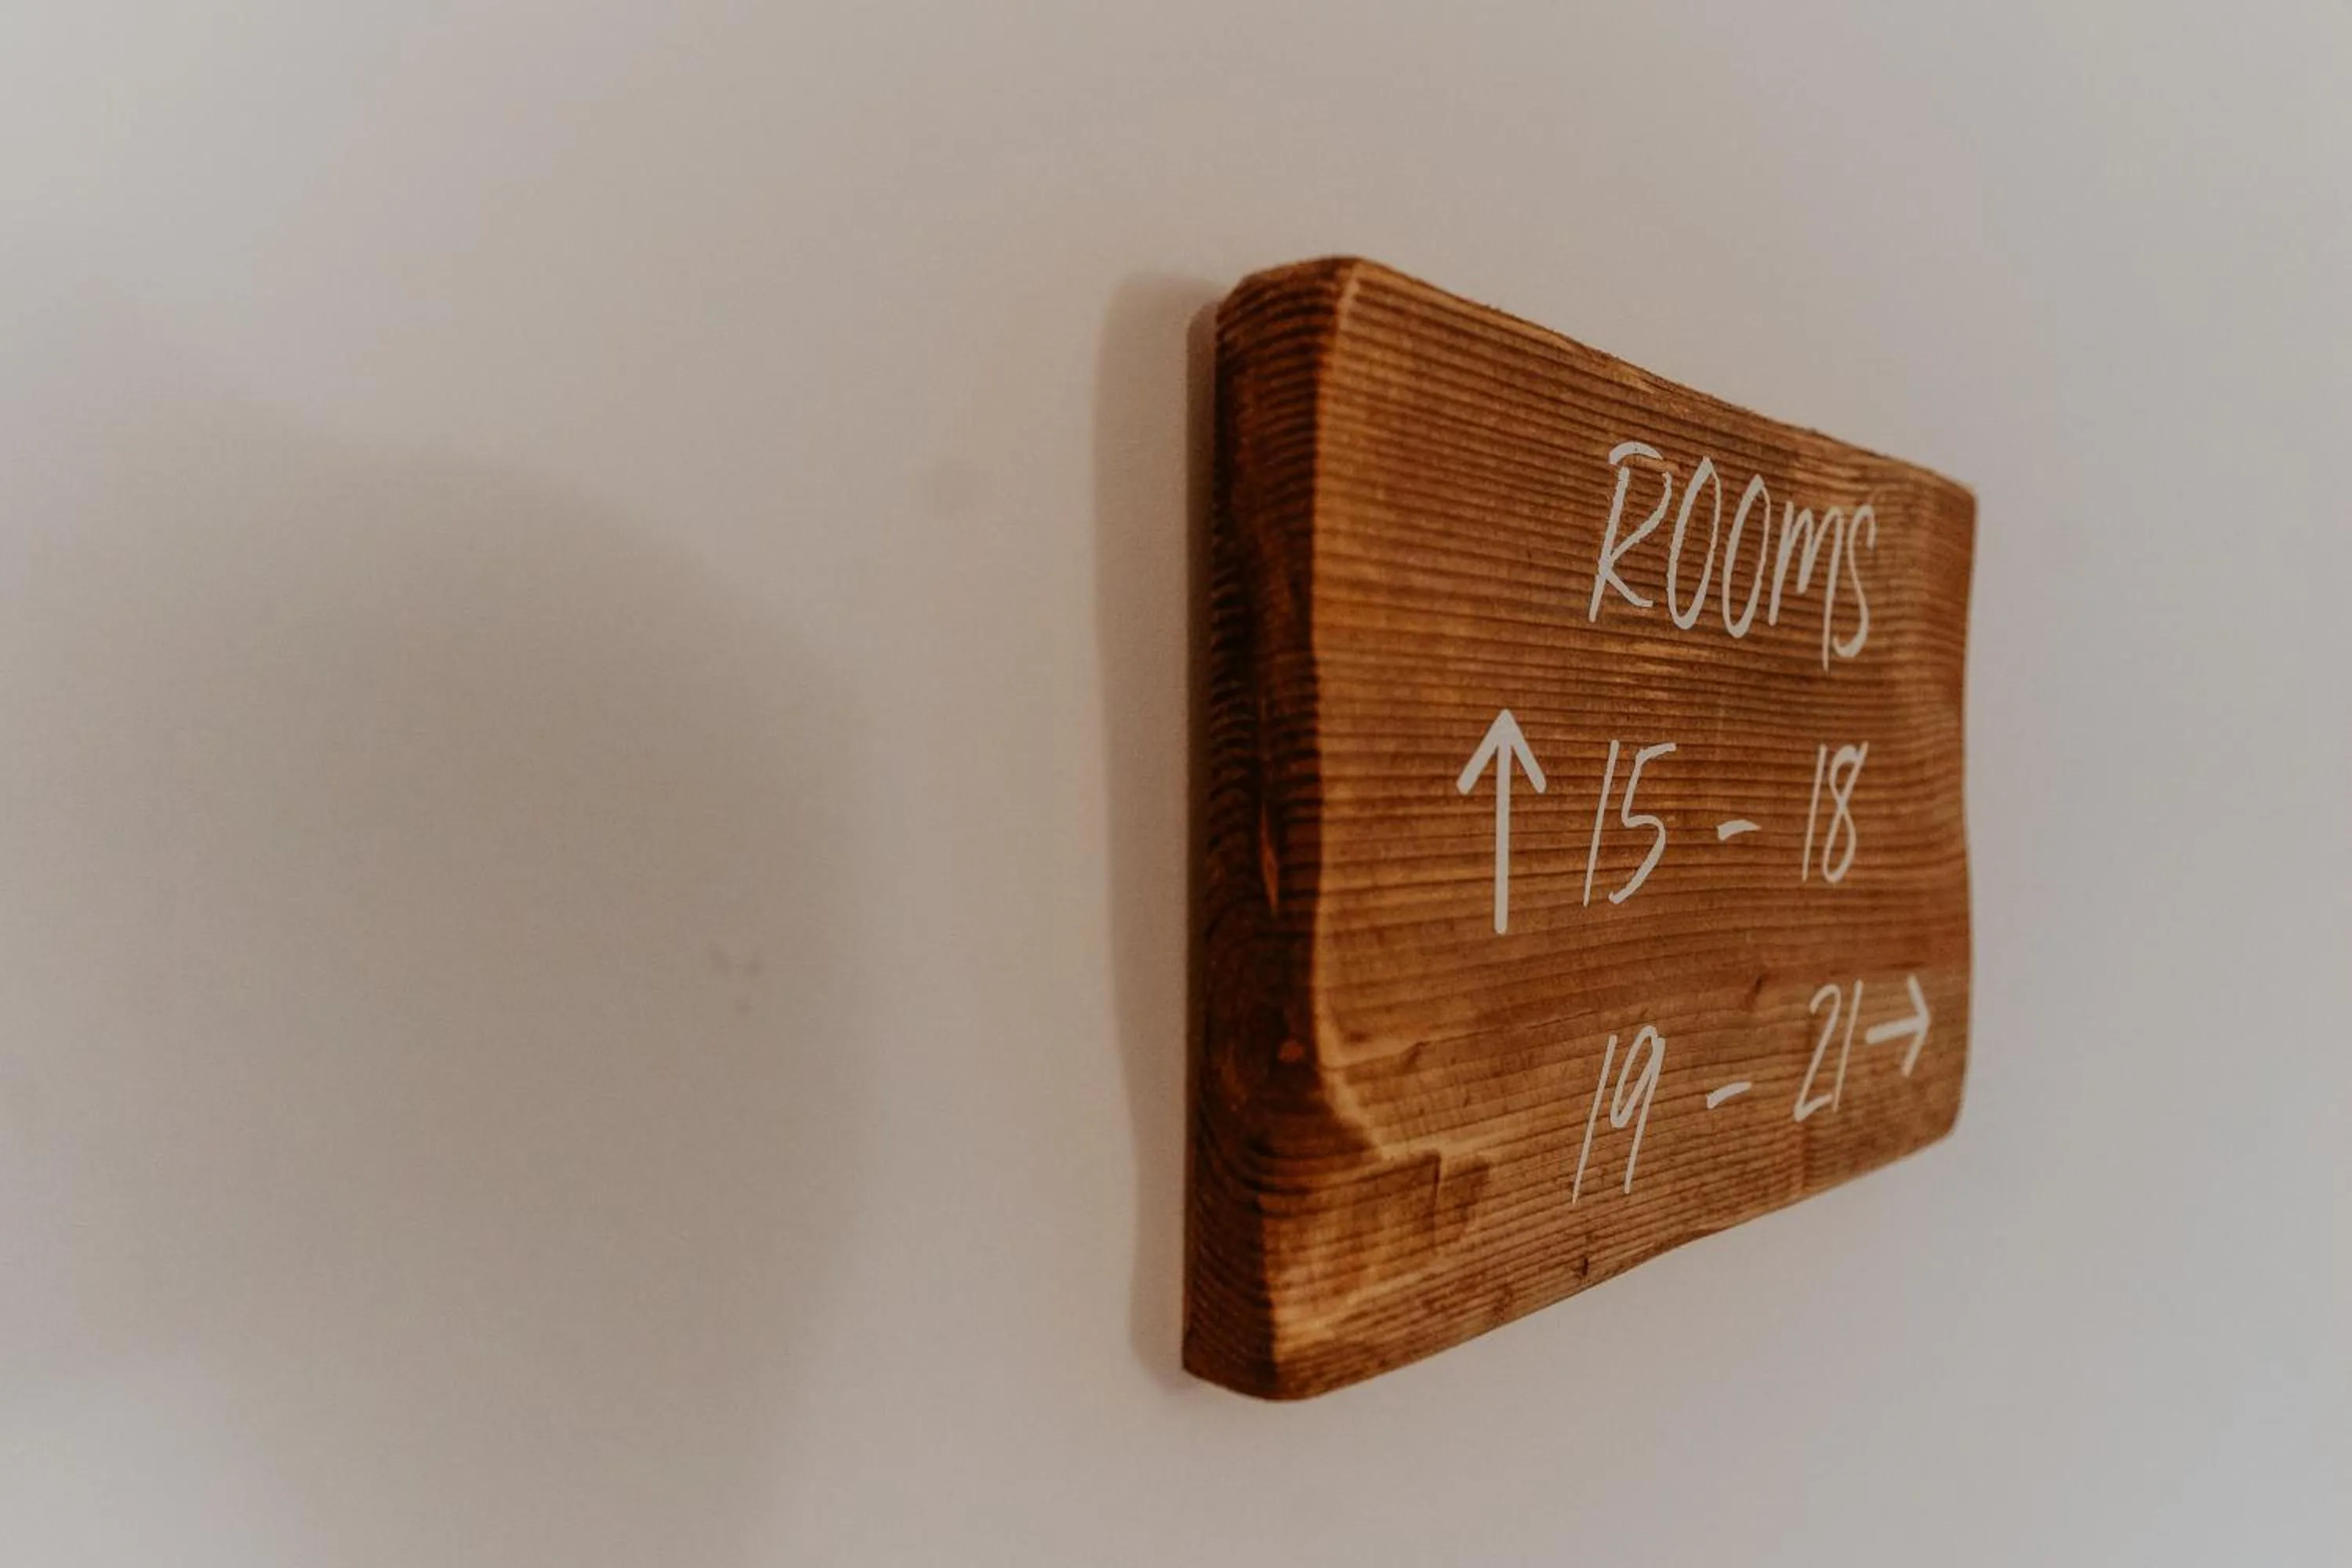 ROOMS
↑ 15 - 18
19 - 21 →